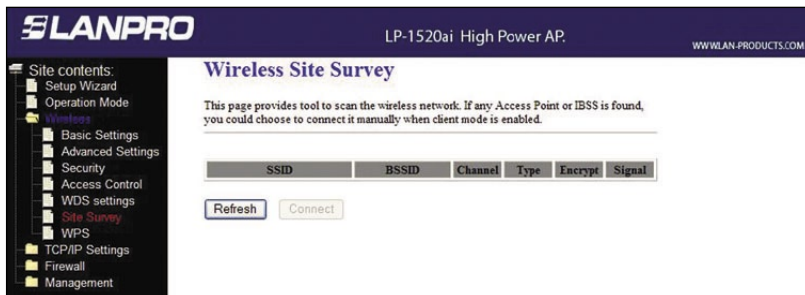 LANPRO
LP-1520ai High Power AP.
WWW.LAN-PRODUCTS.COM
Site contents:
Setup Wizard
Operation Mode
Wireless
Basic Settings
Advanced Settings
Security
Access Control
WDS settings
Site Survey
WPS
TCP/IP Settings
Firewall
Management
Wireless Site Survey
This page provides tool to scan the wireless network. If any Access Point or IBSS is found,
you could choose to connect it manually when client mode is enabled.
SSID BSSID Channel Type Encrypt Signal
Refresh Connect